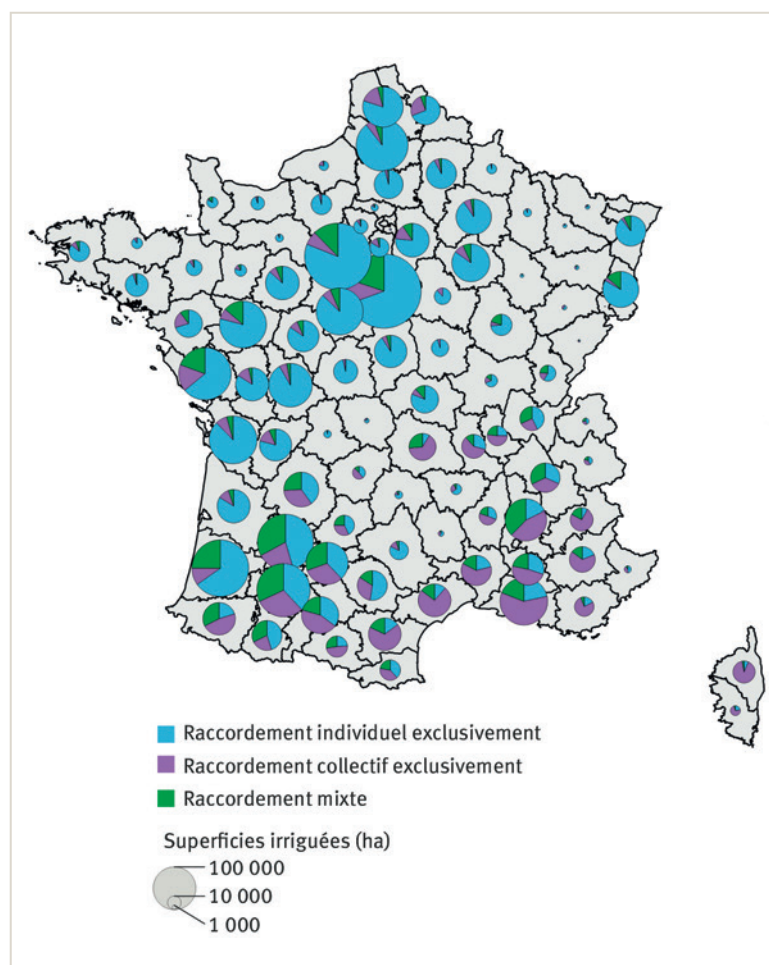 Raccordement individuel exclusivement
Raccordement collectif exclusivement
Raccordement mixte
Superficies irriguées (ha)
100 000
10 000
1 000